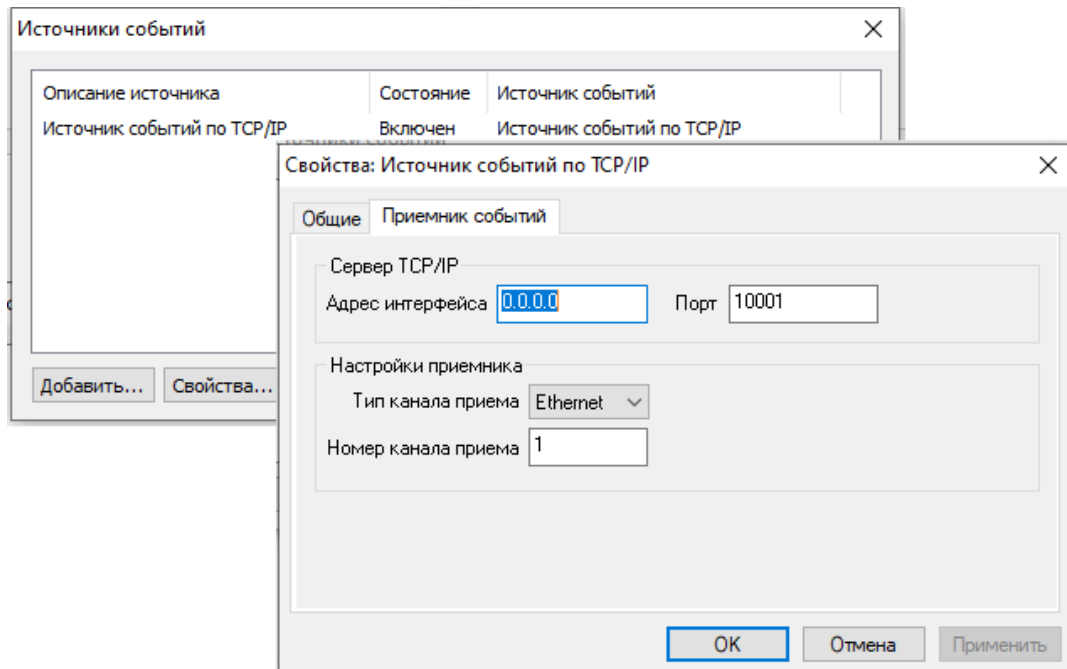 Источники событий
Описание источника Состояние Источник событий
Источник событий по TCP/IP Включен Источник событий по TCP/IP
Свойства: Источник событий по TCP/IP
Общие Приемник событий
Сервер TCP/IP
Адрес интерфейса 0.0.0.0 Порт 10001
Настройки приемника
Тип канала приема Ethernet
Номер канала приема 1
Добавить... Свойства...
OK Отмена Применить